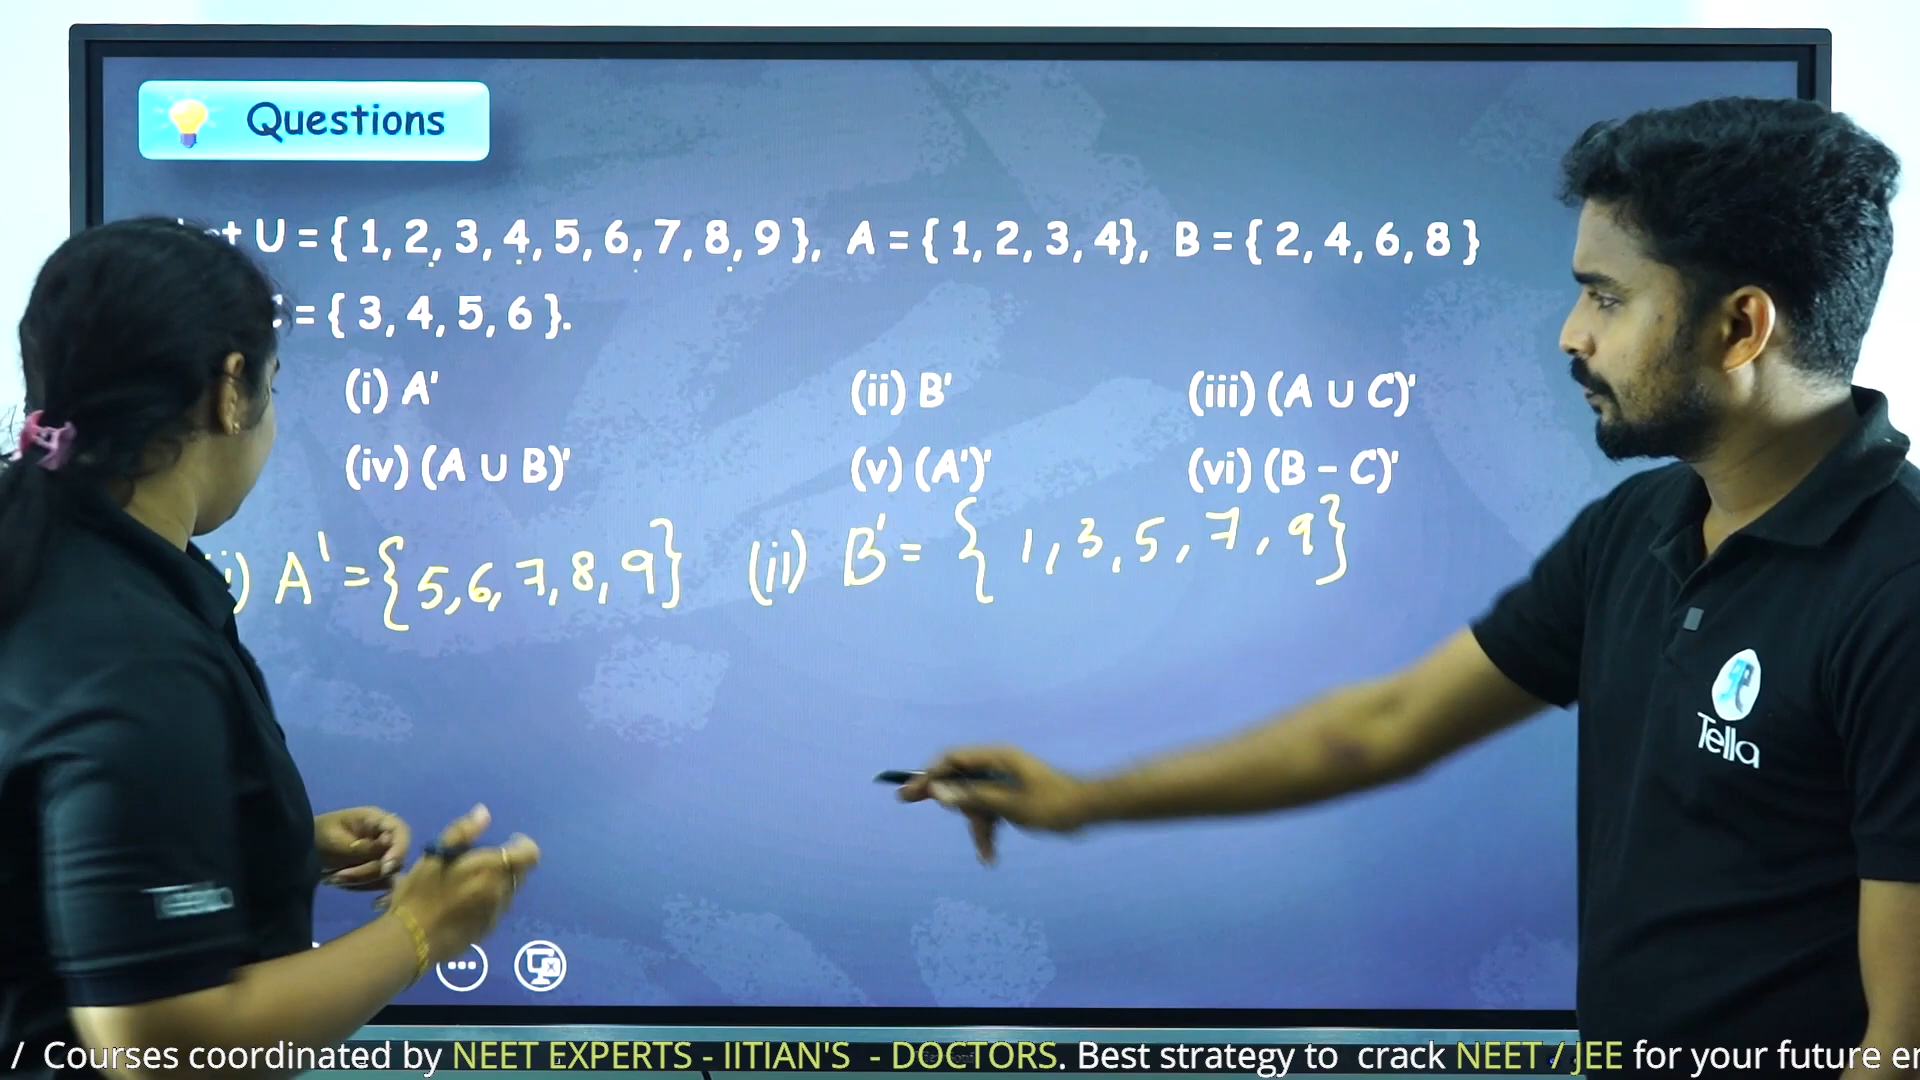 Questions
U = { 1, 2, 3, 4, 5, 6, 7, 8, 9 }, A = { 1, 2, 3, 4}, B = { 2, 4, 6, 8 }
= { 3, 4, 5, 6 }.
(i) A' (ii) B' (iii) (A ∪ C)'
(iv) (A ∪ B)' (v) (A')' (vi) (B – C)'
A' = {5,6,7,8,9} (ii) B' = { 1,3,5,7,9}
Tella
/ Courses coordinated by NEET EXPERTS - IITIAN'S - DOCTORS. Best strategy to crack NEET / JEE for your future